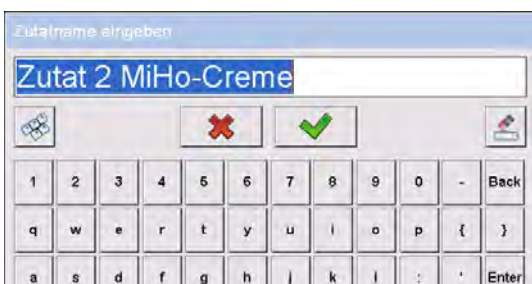 Zutatname eingeben
Zutat 2 MiHo-Creme
1 2 3 4 5 6 7 8 9 0 - Back
q w e r t y u i o p { }
a s d f g h j k l : ' Enter